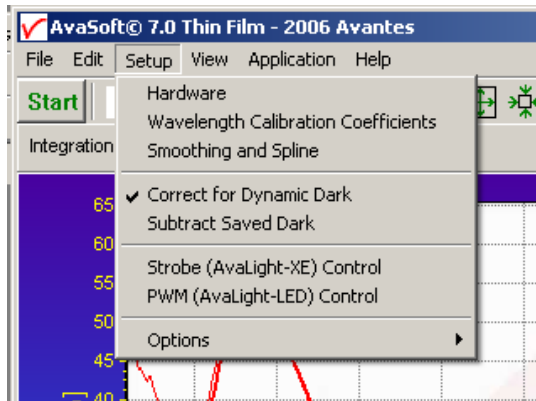 AvaSoft© 7.0 Thin Film - 2006 Avantes
File Edit Setup View Application Help
Start
Hardware
Wavelength Calibration Coefficients
Smoothing and Spline
Integration
Correct for Dynamic Dark
Subtract Saved Dark
Strobe (AvaLight-XE) Control
PWM (AvaLight-LED) Control
Options
65
60
55
50
45
40